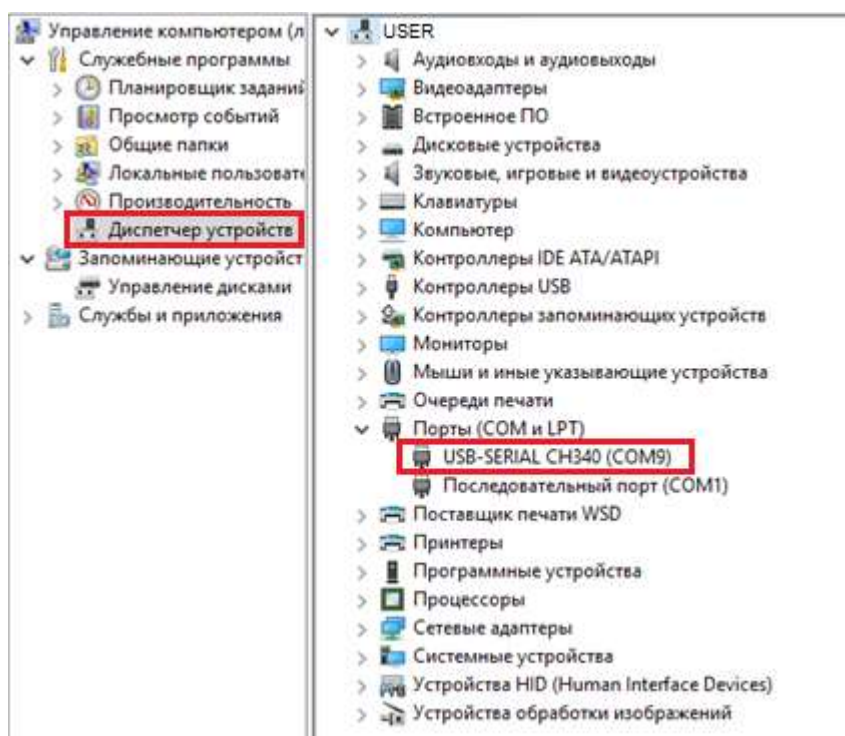 Управление компьютером (л
Служебные программы
Планировщик заданий
Просмотр событий
Общие папки
Локальные пользовате
Производительность
Диспетчер устройств
Запоминающие устройст
Управление дисками
Службы и приложения
USER
Аудиовходы и аудиовыходы
Видеоадаптеры
Встроенное ПО
Дисковые устройства
Звуковые, игровые и видеоустройства
Клавиатуры
Компьютер
Контроллеры IDE ATA/ATAPI
Контроллеры USB
Контроллеры запоминающих устройств
Мониторы
Мыши и иные указывающие устройства
Очереди печати
Порты (COM и LPT)
USB-SERIAL CH340 (COM9)
Последовательный порт (COM1)
Поставщик печати WSD
Принтеры
Программные устройства
Процессоры
Сетевые адаптеры
Системные устройства
Устройства HID (Human Interface Devices)
Устройства обработки изображений